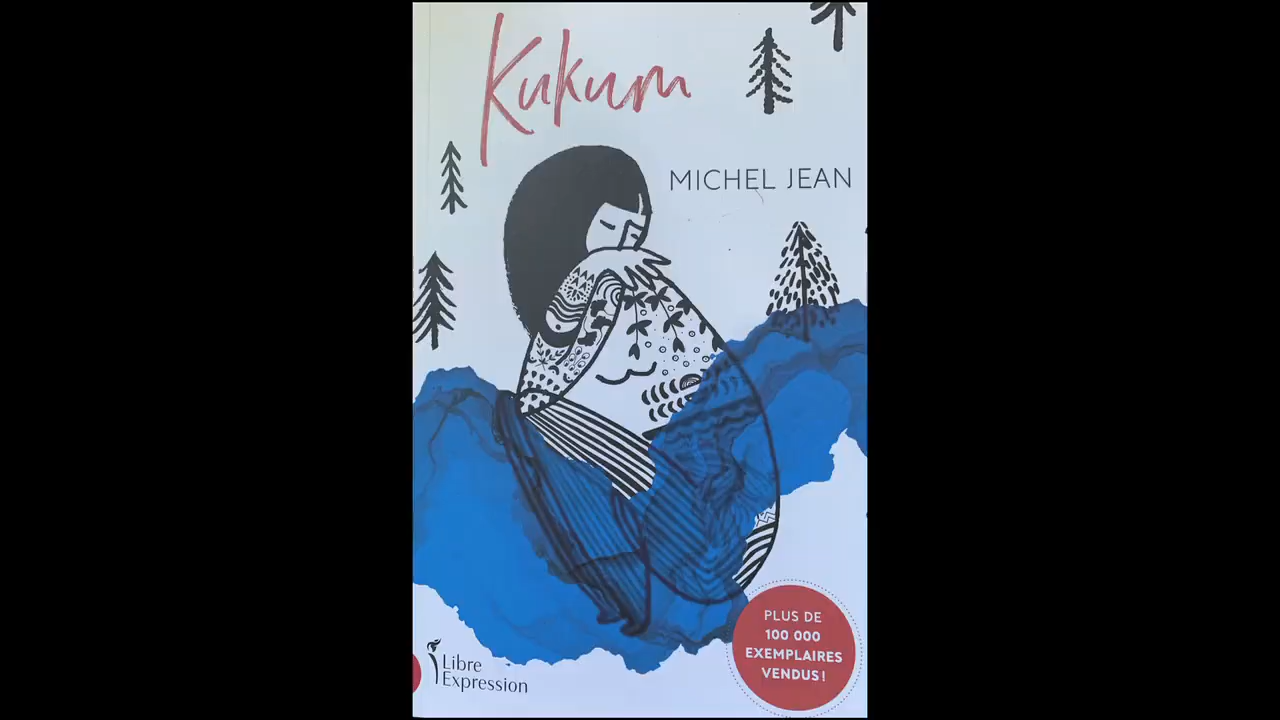 Kukum
MICHEL JEAN
PLUS DE
100 000
EXEMPLAIRES
VENDUS !
Libre
Expression